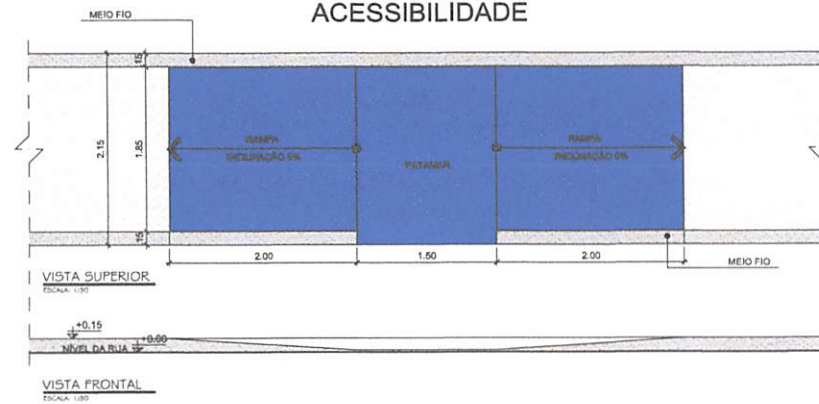 ACESSIBILIDADE
MEIO FIO
15
2.15
1.85
15
RAMPA
INCLINAÇÃO 5%
PATAMAR
RAMPA
INCLINAÇÃO 5%
2.00
1.50
2.00
MEIO FIO
VISTA SUPERIOR
ESCALA: 1:50
+0.15
+0.00
NÍVEL DA RUA
VISTA FRONTAL
ESCALA: 1:50